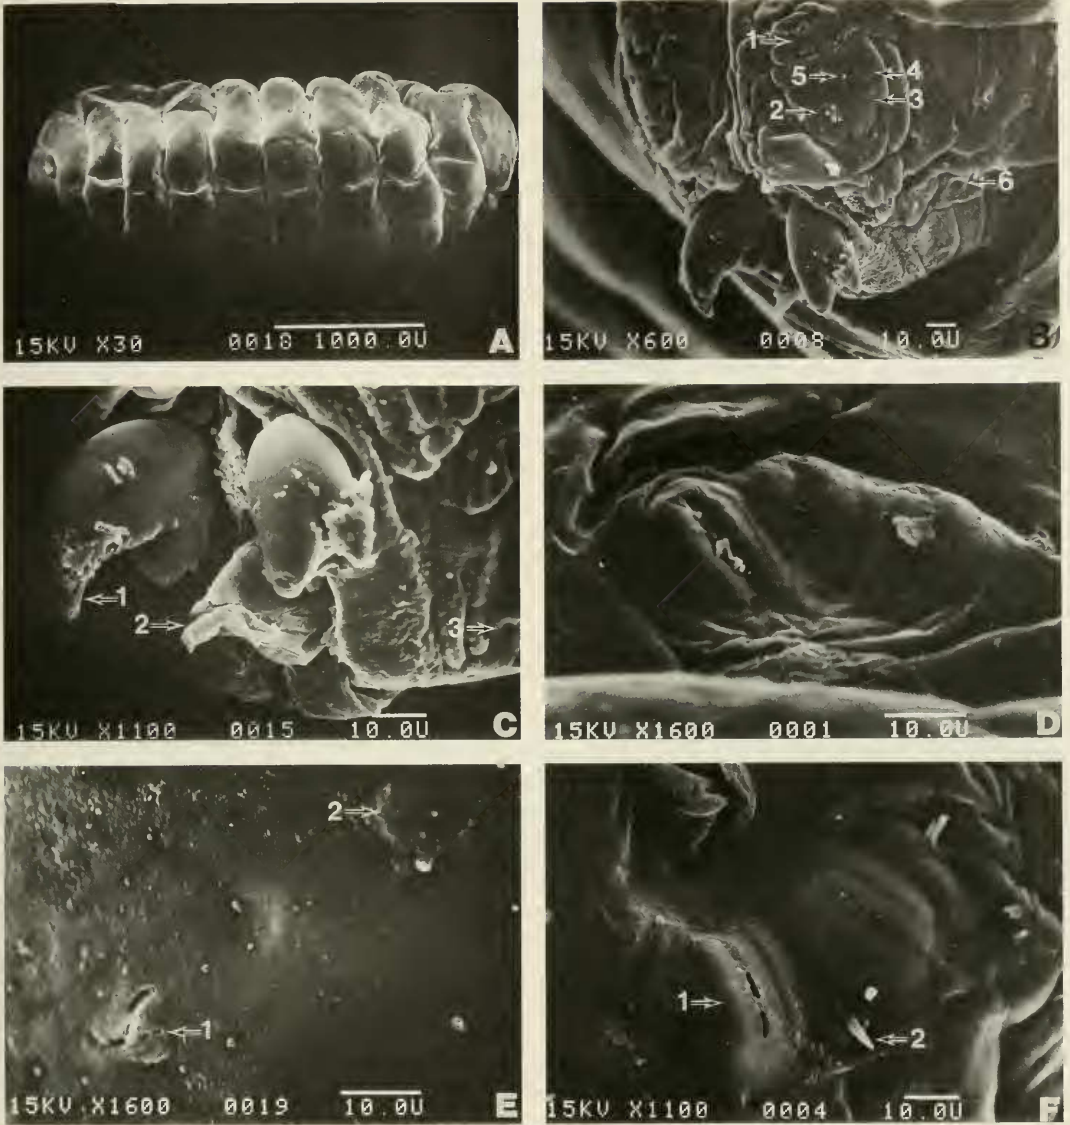 15KV X30 0018 1000.0U A
1
5 4
2 3
6
15KV X600 0008 10.0U B
1
2 3
15KV X1100 0015 10.0U C
15KV X1600 0001 10.0U D
2
1
15KV X1600 0019 10.0U E
1
2
15KV X1100 0004 10.0U F